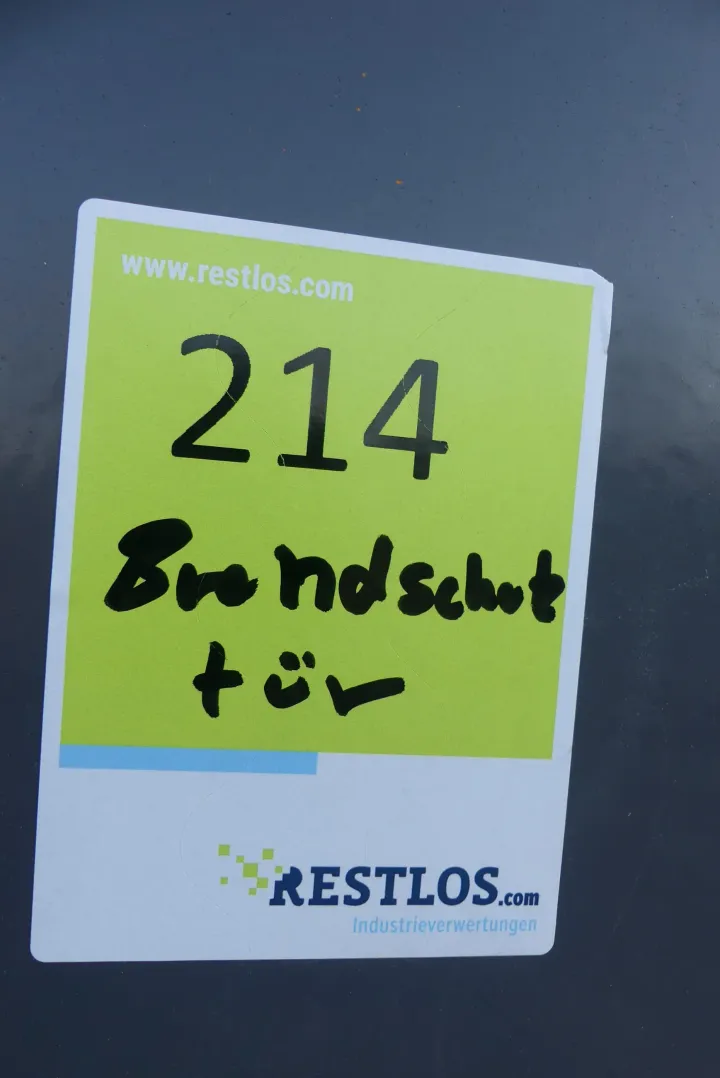 www.restlos.com
214
Brandschut
tür
RESTLOS.com
Industrieverwertungen